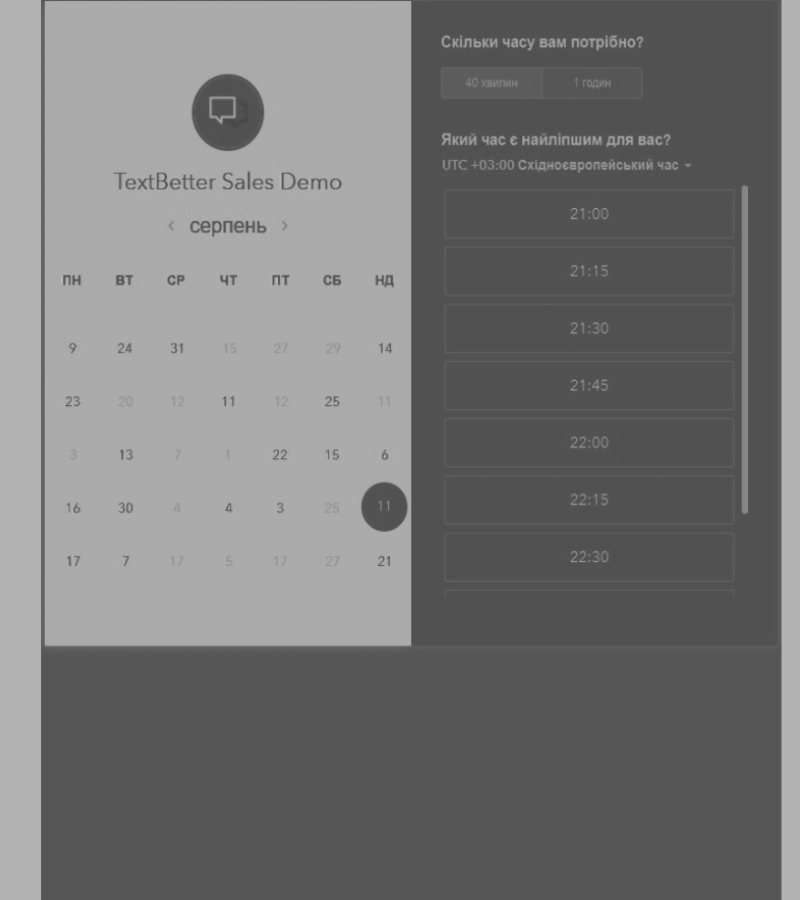 TextBetter Sales Demo
‹ серпень ›
ПН ВТ СР ЧТ ПТ СБ НД
9 24 31 15 27 29 14
23 20 12 11 12 25 11
3 13 7 1 22 15 6
16 30 4 4 3 25 11
17 7 17 5 17 27 21
Скільки часу вам потрібно?
40 хвилин 1 годин
Який час є найліпшим для вас?
UTC +03:00 Східноєвропейський час
21:00
21:15
21:30
21:45
22:00
22:15
22:30